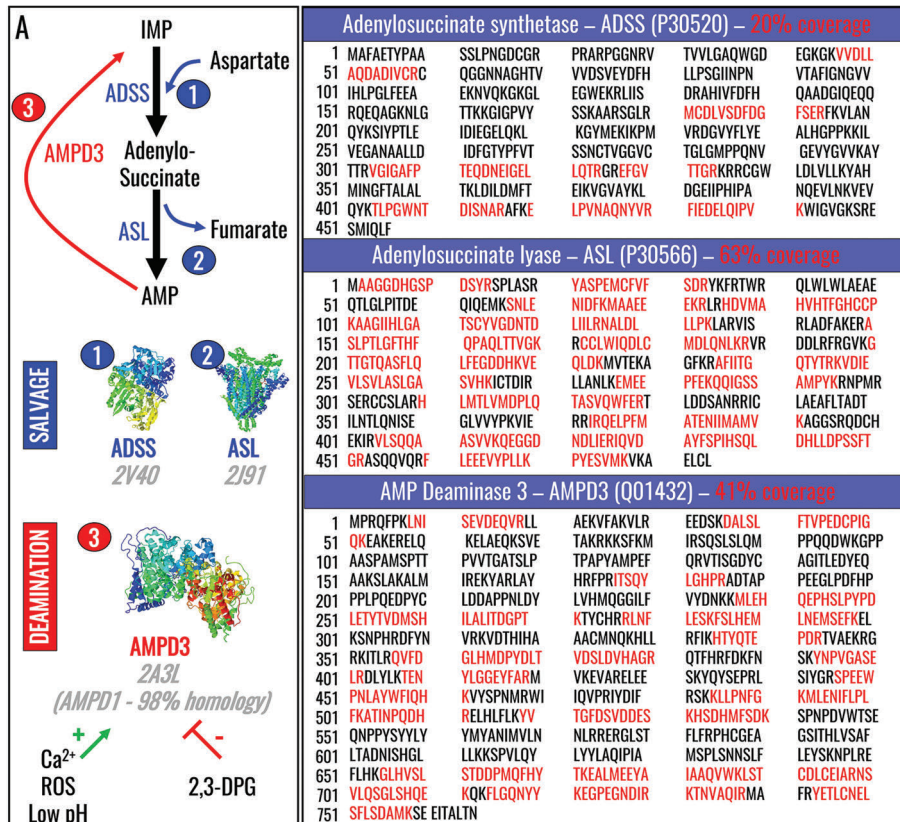 A
IMP
Aspartate
ADSS
1
3
AMPD3
Adenylo-
Succinate
ASL
2
Fumarate
AMP
SALVAGE
1
2
ADSS
ASL
2V40
2J91
DEAMINATION
3
AMPD3
2A3L
(AMPD1 - 98% homology)
+
-
Ca²⁺
ROS
Low pH
2,3-DPG
Adenylosuccinate synthetase – ADSS (P30520) – 20% coverage
1 MAFAETYPAA SSLPNGDCGR PRARPGGNRV TVVLGAQWGD EGKGKVVDLL
51 AQDADIVCRC QGGNNAGHTV VVDSVEYDFH LLPSGIINPN VTAFIGNGVV
101 IHLPGLFEEA EKNVQKGKGL EGWEKRLIIS DRAHIVFDFH QAADGIQEQQ
151 RQEQAGKNLG TTKKGIGPVY SSKAARSGLR MCDLVSDFDG FSERFKVLAN
201 QYKSIYPTLE IDIEGELQKL KGYMEKIKPM VRDGVYFLYE ALHGPPKKIL
251 VEGANAALLD IDFGTYPFVT SSNCTVGGVC TGLGMPPQNV GEVYGVVKAY
301 TTRVGIGAFP TEQDNEIGEL LQTRGREFGV TTGRKRRCGW LDLVLLKYAH
351 MINGFTALAL TKLDILDMFT EIKVGVAYKL DGEIIPHIPA NQEVLNKVEV
401 QYKTLPGWNT DISNARAFKE LPVNAQNYVR FIEDELQIPV KWIGVGKSRE
451 SMIQLF
Adenylosuccinate lyase – ASL (P30566) – 63% coverage
1 MAAGGDHGSP DSYRSPLASR YASPEMCFVF SDRYKFRTWR QLWLWLAEAE
51 QTLGLPITDE QIQEMKSNLE NIDFKMAAEE EKRLRHDVMA HVHTFGHCCP
101 KAAGIIHLGA TSCYVGDNTD LIILRNALDL LLPKLARVIS RLADFAKERA
151 SLPTLGFTHF QPAQLTTVGK RCCLWIQDLC MDLQNLKRVR DDLRFRGVKG
201 TTGTQASFLQ LFEGDDHKVE QLDKMVTEKA GFKRAFIITG QTYTRKVDIE
251 VLSVLASLGA SVHKICTDIR LLANLKEMEE PFEKQQIGSS AMPYKRNPMR
301 SERCCSLARH LMTLVMDPLQ TASVQWFERT LDDSANRRIC LAEAFLTADT
351 ILNTLQNISE GLVVYPKVIE RRIRQELPFM ATENIIMAMV KAGGSRQDCH
401 EKIRVLSQQA ASVVKQEGGD NDLIERIQVD AYFSPIHSQL DHLLDPSSFT
451 GRASQQVQRF LEEEVYPLLK PYESVMKVKA ELCL
AMP Deaminase 3 – AMPD3 (Q01432) – 41% coverage
1 MPRQFPKLNI SEVDEQVRLL AEKVFAKVLR EEDSKDALSL FTVPEDCPIG
51 QKEAKERELQ KELAEQKSVE TAKRKKSFKM IRSQSLSLQM PPQQDWKGPP
101 AASPAMSPTT PVVTGATSLP TPAPYAMPEF QRVTISGDYC AGITLEDYEQ
151 AAKSLAKALM IREKYARLAY HRFPRITSQY LGHPRADTAP PEEGLPDFHP
201 PPLPQEDPYC LDDAPPNLDY LVHMQGGILF VYDNKKMLEH QEPHSLPYPD
251 LETYTVDMSH ILALITDGPT KTYCHRRLNF LESKFSLHEM LNEMSEFKEL
301 KSNPHRDFYN VRKVDTHIHA AACMNQKHLL RFIKHTYQTE PDRTVAEKRG
351 RKITLRQVFD GLHMDPYDLT VDSLDVHAGR QTFHRFDKFN SKYNPVGASE
401 LRDLYLKTEN YLGGEYFARM VKEVARELEE SKYQYSEPRL SIYGRSPEEW
451 PNLAYWFIQH KVYSPNMRWI IQVPRIYDIF RSKKLLPNFG KMLENIFLPL
501 FKATINPQDH RELHLFLKYV TGFDSVDDES KHSDHMFSDK SPNPDVWTSE
551 QNPPYSYYLY YMYANIMVLN NLRRERGLST FLFRPHCGEA GSITHLVSAF
601 LTADNISHGL LLKKSPVLQY LYYLAQIPIA MSPLSNNSLF LEYSKNPLRE
651 FLHKGLHVSL STDDPMQFHY TKEALMEEYA IAAQVWKLST CDLCEIARNS
701 VLQSGLSHQE KQKFLGQNYY KEGPEGNDIR KTNVAQIRMA FRYETLCNEL
751 SFLSDAMKSE EITALTN